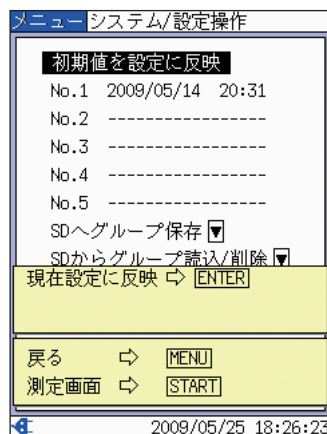 メニュー システム/設定操作
初期値を設定に反映
No.1 2009/05/14 20:31
No.2 -----------------
No.3 -----------------
No.4 -----------------
No.5 -----------------
SDへグループ保存▼
SDからグループ読込/削除▼
現在設定に反映 ⇨ ENTER
戻る ⇨ MENU
測定画面 ⇨ START
2009/05/25 18:26:23